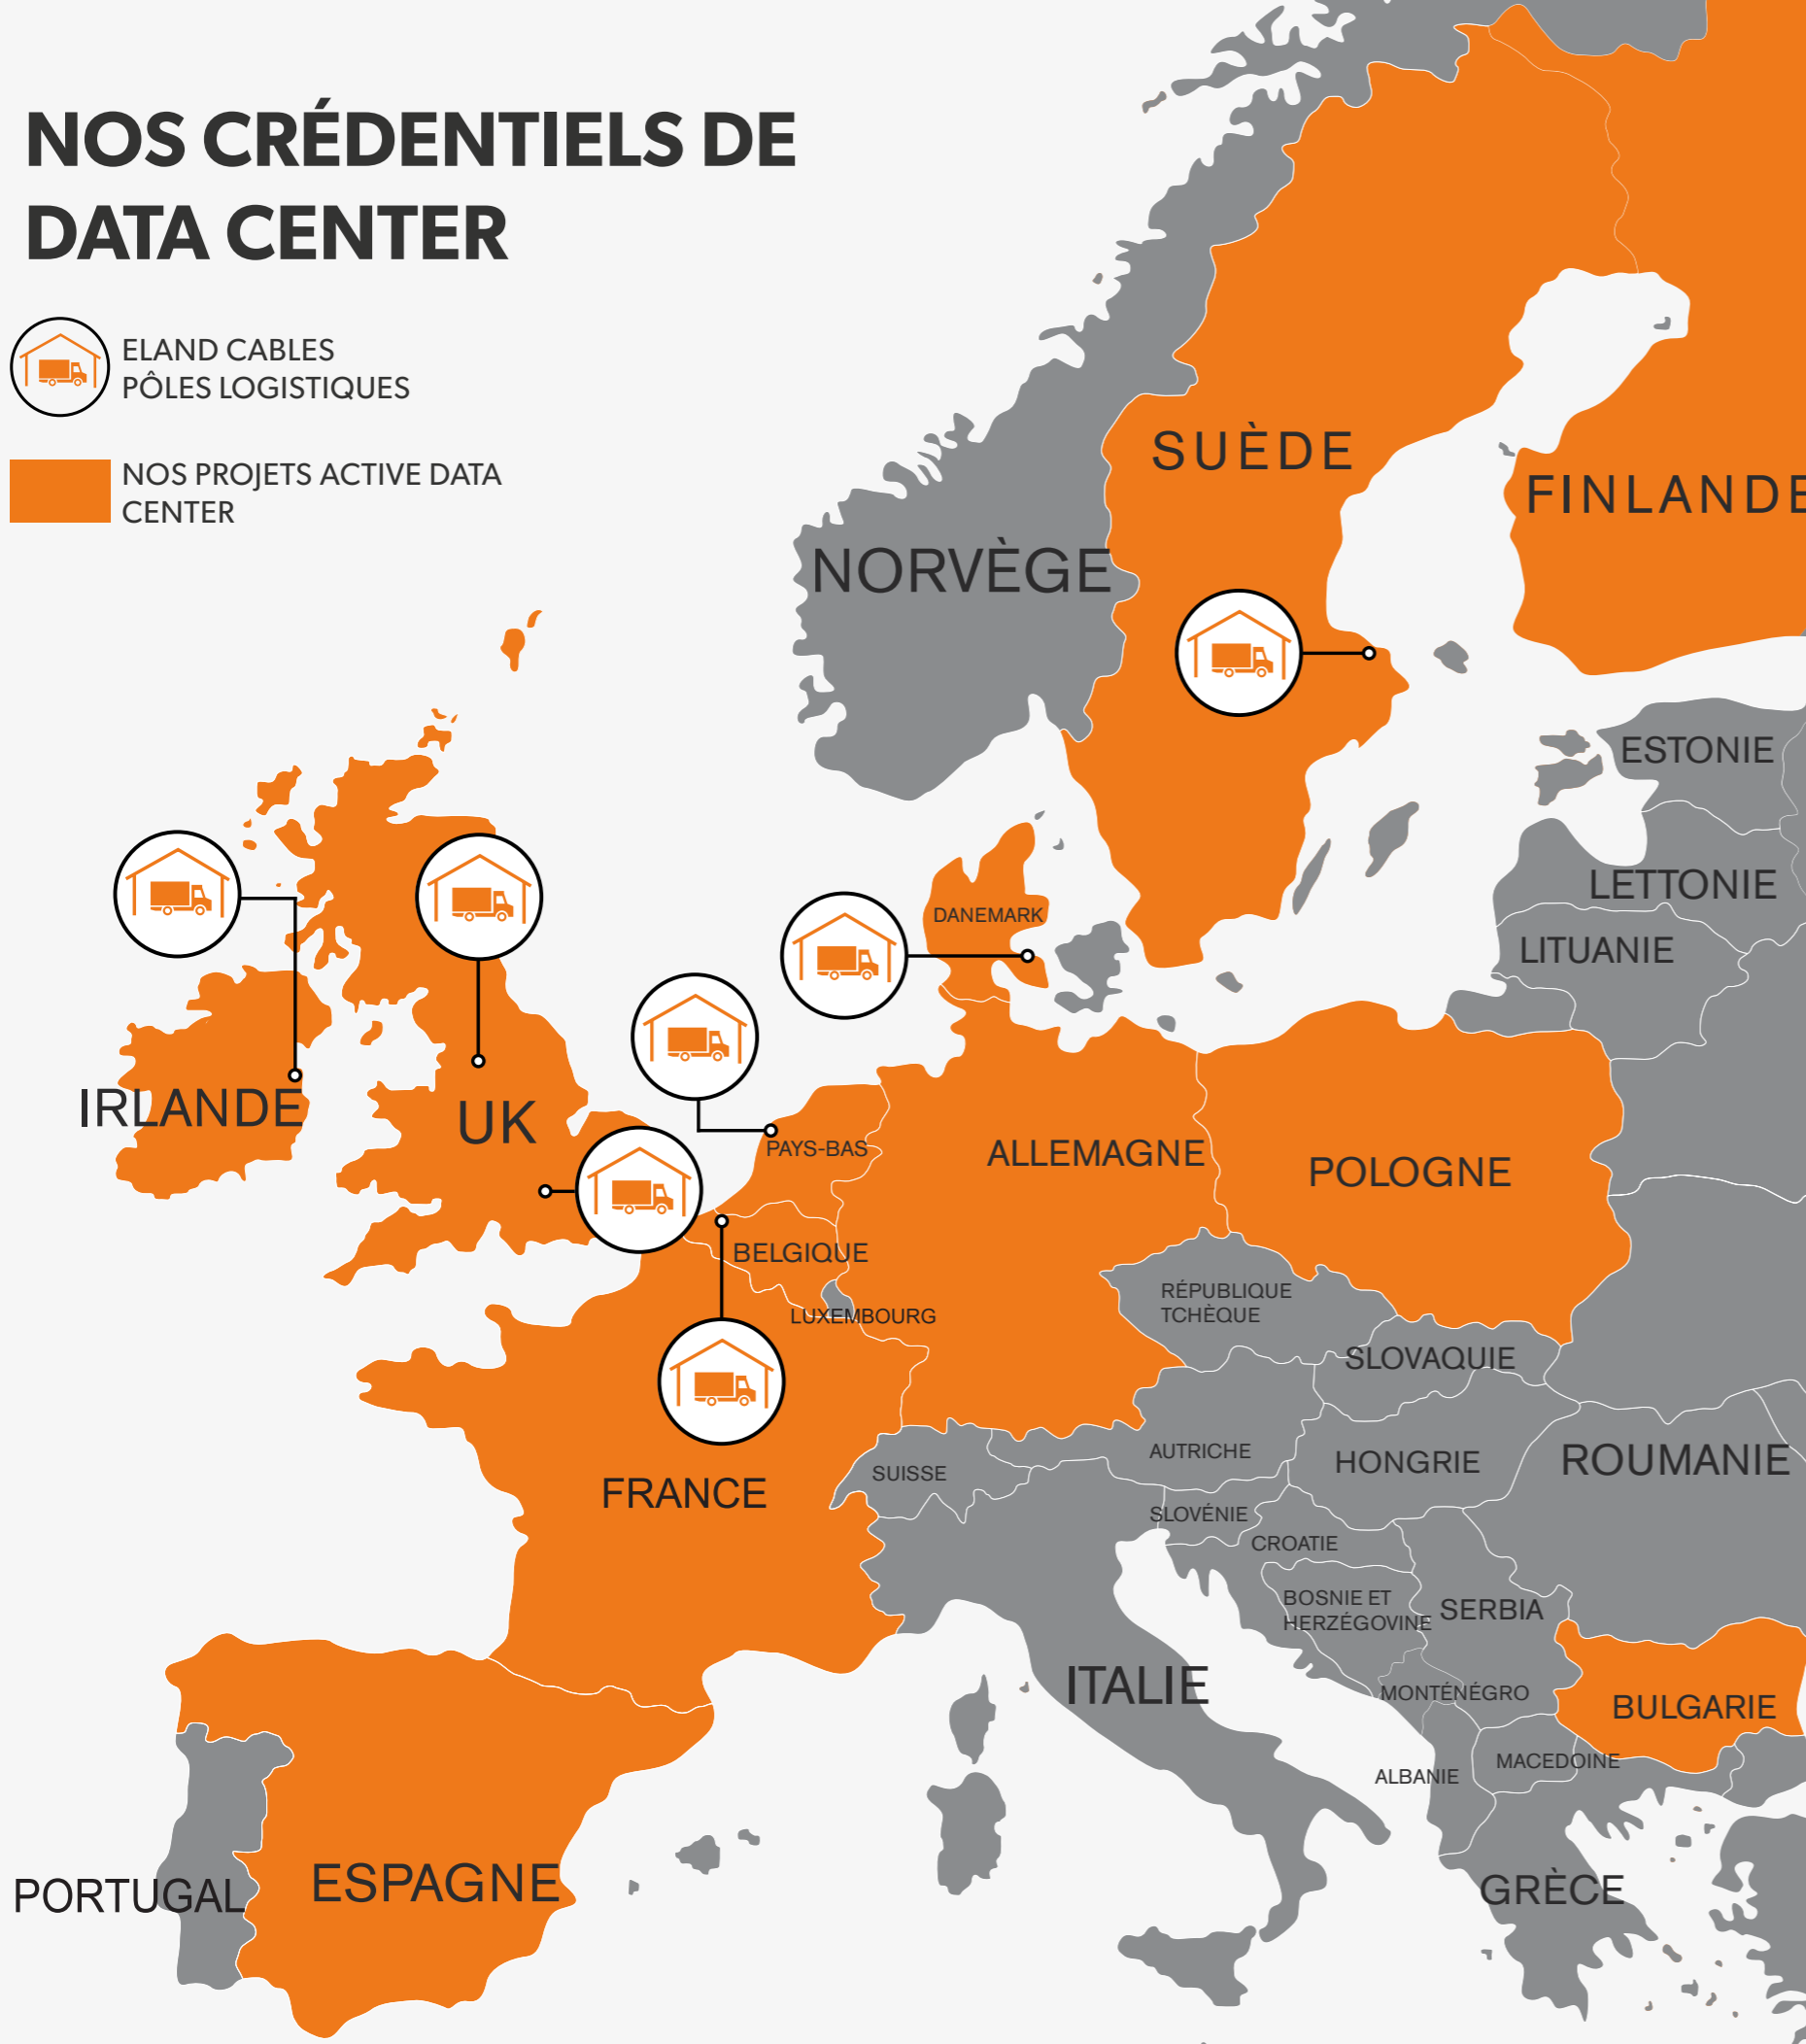 NOS CRÉDENTIELS DE
DATA CENTER
ELAND CABLES
PÔLES LOGISTIQUES
NOS PROJETS ACTIVE DATA
CENTER
SUÈDE
FINLANDE
NORVÈGE
ESTONIE
LETTONIE
DANEMARK
LITUANIE
IRLANDE
UK
PAYS-BAS
ALLEMAGNE
POLOGNE
BELGIQUE
RÉPUBLIQUE
TCHÈQUE
LUXEMBOURG
SLOVAQUIE
AUTRICHE
HONGRIE
ROUMANIE
SUISSE
FRANCE
SLOVÉNIE
CROATIE
BOSNIE ET
HERZÉGOVINE
SERBIA
ITALIE
MONTÉNÉGRO
BULGARIE
MACEDOINE
ALBANIE
ESPAGNE
PORTUGAL
GRÈCE